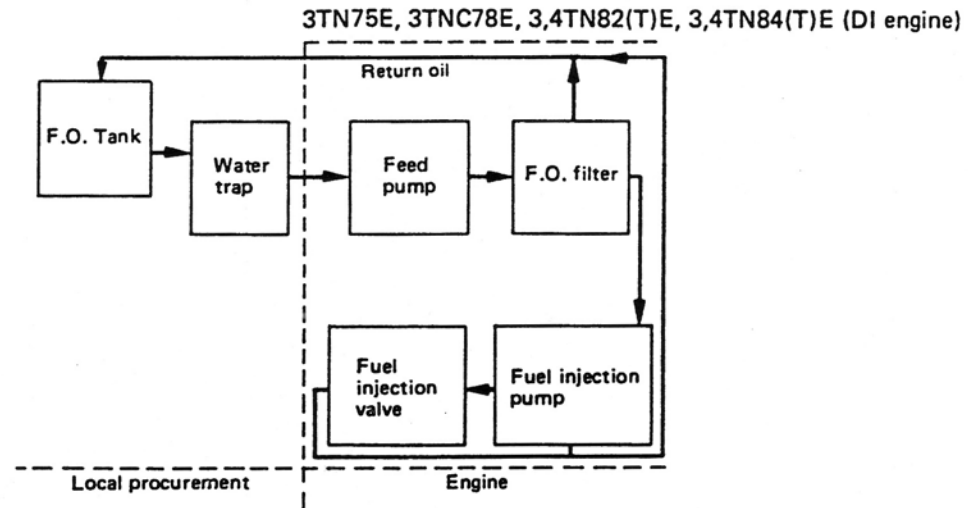 3TN75E, 3TNC78E, 3,4TN82(T)E, 3,4TN84(T)E (DI engine)
Return oil
F.O. Tank
Water
trap
Feed
pump
F.O. filter
Fuel
injection
valve
Fuel injection
pump
Local procurement
Engine